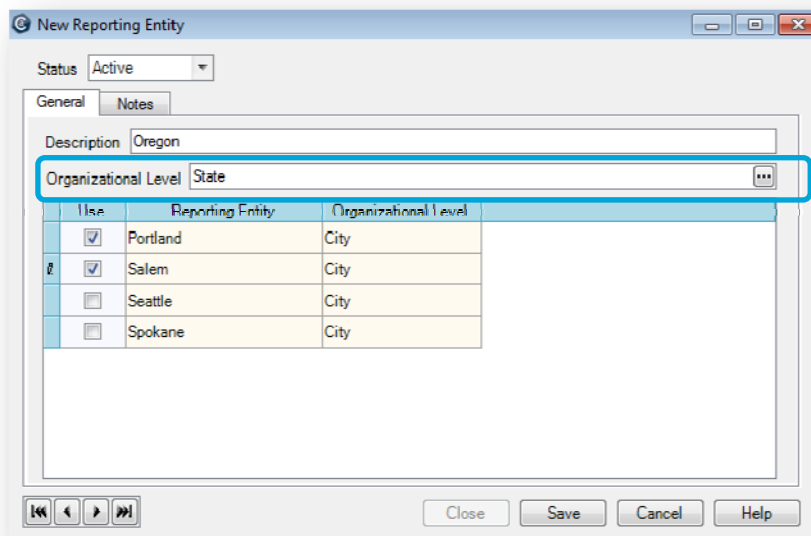 New Reporting Entity
Status Active
General Notes
Description Oregon
Organizational Level State
Use Reporting Entity Organizational Level
Portland City
Salem City
Seattle City
Spokane City
Close Save Cancel Help